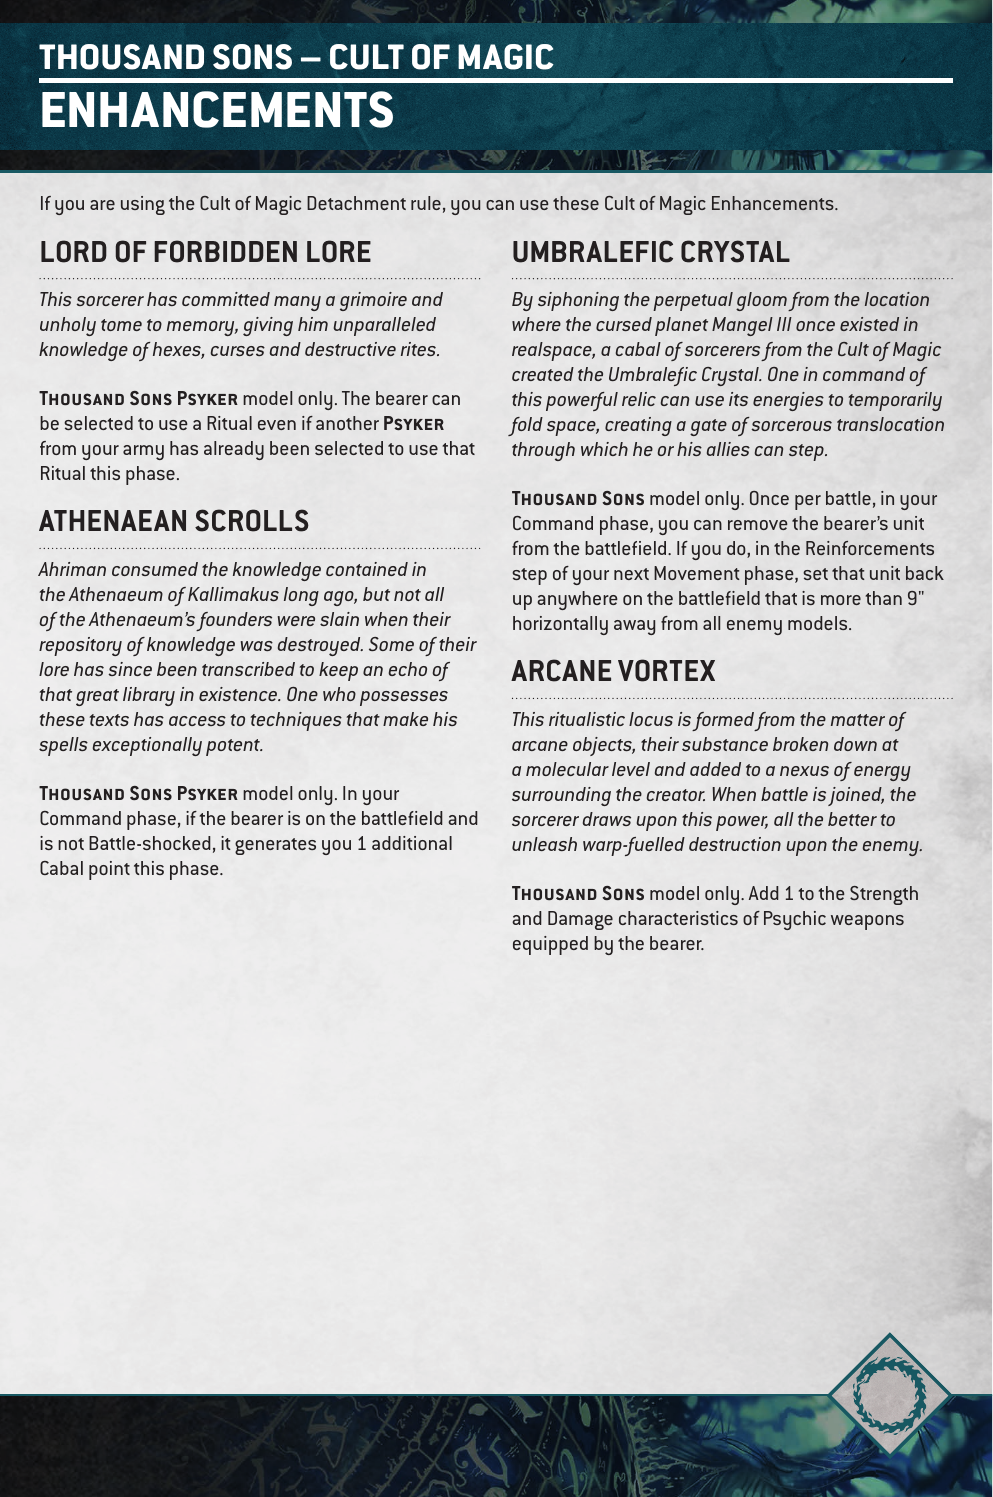 THOUSAND SONS – CULT OF MAGIC
ENHANCEMENTS
If you are using the Cult of Magic Detachment rule, you can use these Cult of Magic Enhancements.
LORD OF FORBIDDEN LORE
This sorcerer has committed many a grimoire and
unholy tome to memory, giving him unparalleled
knowledge of hexes, curses and destructive rites.
Thousand Sons Psyker model only. The bearer can
be selected to use a Ritual even if another Psyker
from your army has already been selected to use that
Ritual this phase.
ATHENAEAN SCROLLS
Ahriman consumed the knowledge contained in
the Athenaeum of Kallimakus long ago, but not all
of the Athenaeum’s founders were slain when their
repository of knowledge was destroyed. Some of their
lore has since been transcribed to keep an echo of
that great library in existence. One who possesses
these texts has access to techniques that make his
spells exceptionally potent.
Thousand Sons Psyker model only. In your
Command phase, if the bearer is on the battlefield and
is not Battle-shocked, it generates you 1 additional
Cabal point this phase.
UMBRALEFIC CRYSTAL
By siphoning the perpetual gloom from the location
where the cursed planet Mangel III once existed in
realspace, a cabal of sorcerers from the Cult of Magic
created the Umbralefic Crystal. One in command of
this powerful relic can use its energies to temporarily
fold space, creating a gate of sorcerous translocation
through which he or his allies can step.
Thousand Sons model only. Once per battle, in your
Command phase, you can remove the bearer’s unit
from the battlefield. If you do, in the Reinforcements
step of your next Movement phase, set that unit back
up anywhere on the battlefield that is more than 9"
horizontally away from all enemy models.
ARCANE VORTEX
This ritualistic locus is formed from the matter of
arcane objects, their substance broken down at
a molecular level and added to a nexus of energy
surrounding the creator. When battle is joined, the
sorcerer draws upon this power, all the better to
unleash warp-fuelled destruction upon the enemy.
Thousand Sons model only. Add 1 to the Strength
and Damage characteristics of Psychic weapons
equipped by the bearer.